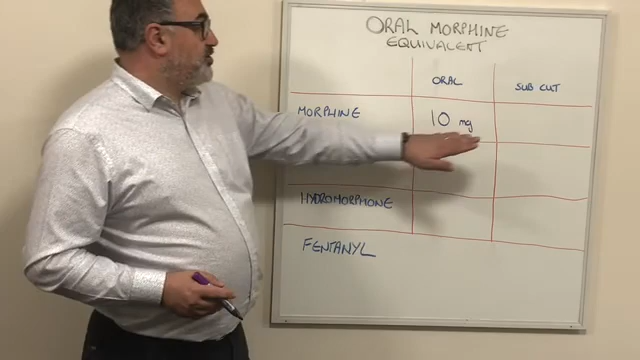 ORAL MORPHINE
EQUIVALENT
ORAL
SUB CUT
MORPHINE
10 mg
HYDROMORPHONE
FENTANYL